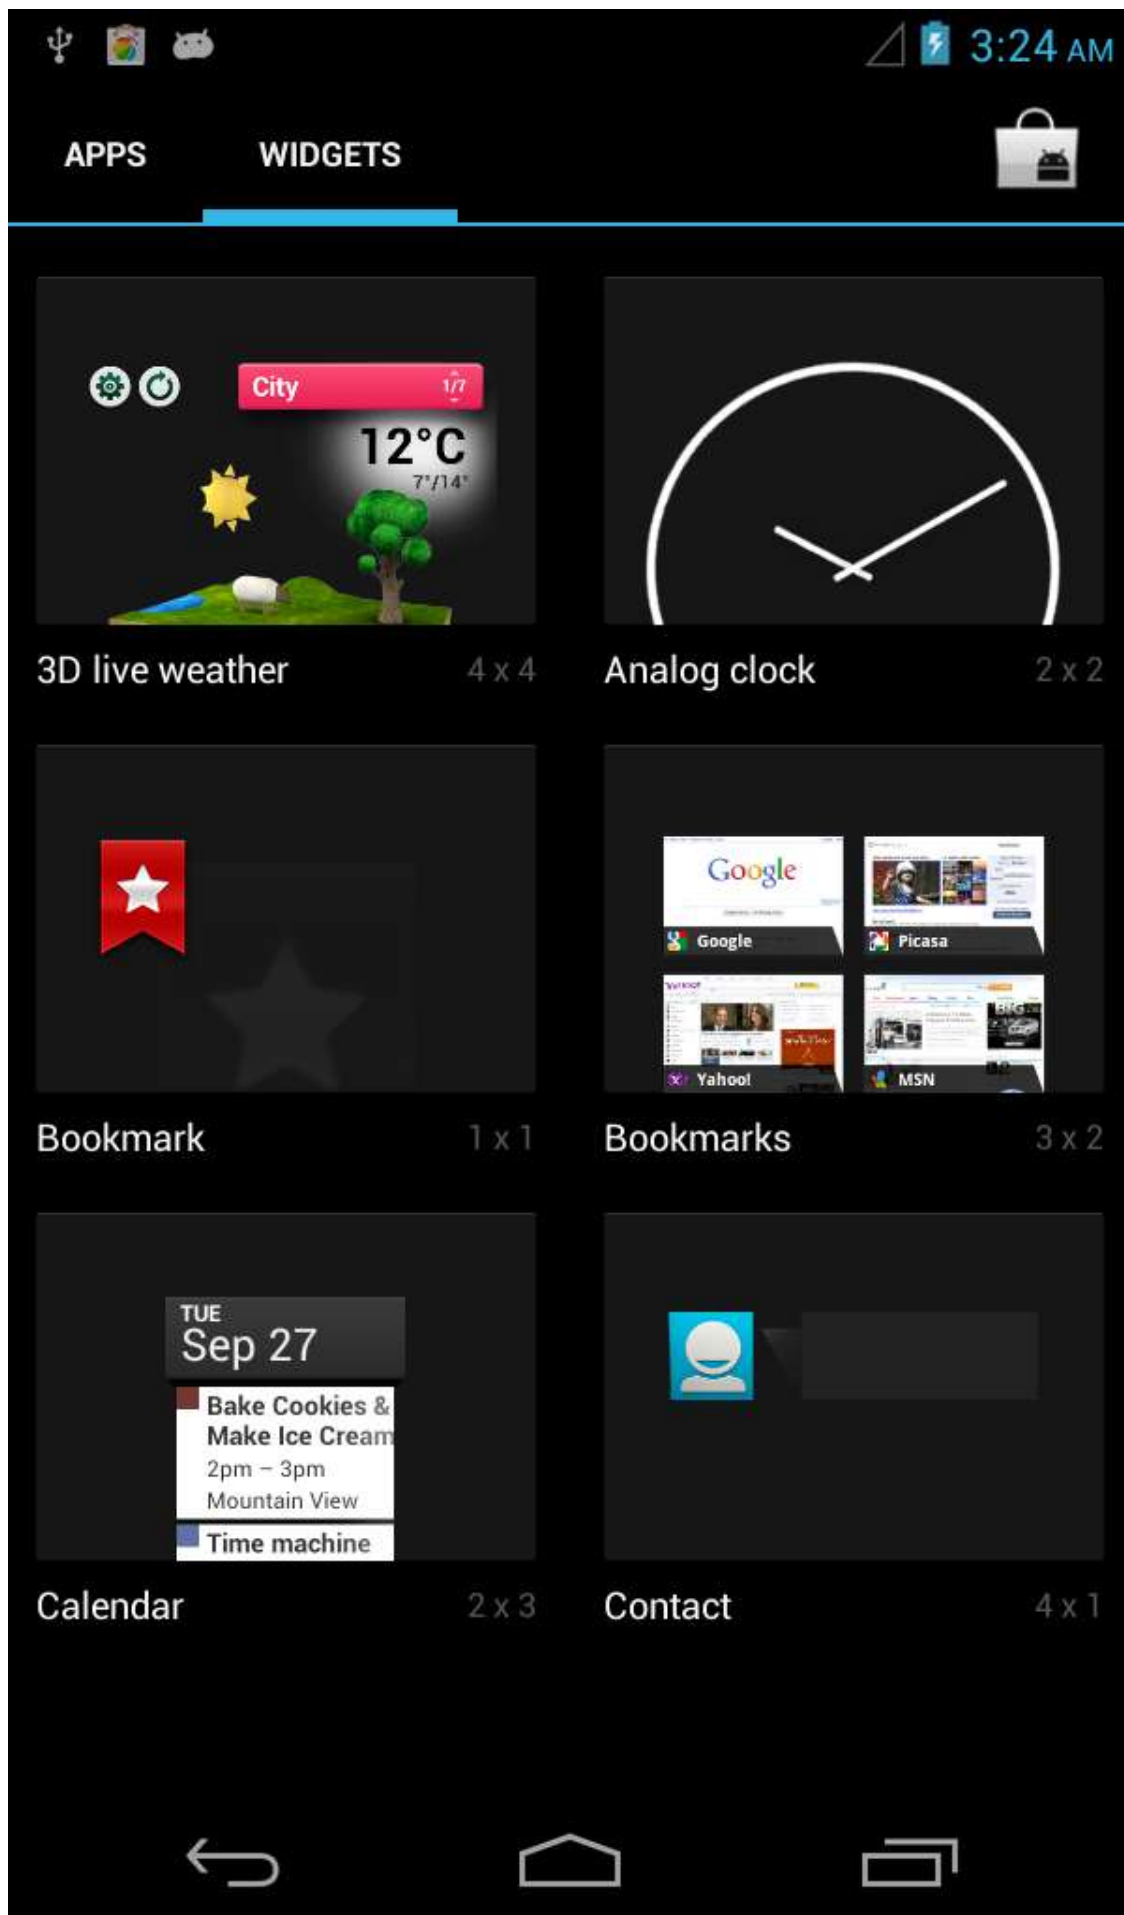 3:24 AM
APPS
WIDGETS
City
1/7
12°C
7°/14°
3D live weather
4 x 4
Analog clock
2 x 2
Bookmark
1 x 1
Google
Google
Picasa
YAHOO!
Yahoo!
MSN
Bookmarks
3 x 2
TUE
Sep 27
Bake Cookies &
Make Ice Cream
2pm – 3pm
Mountain View
Time machine
Calendar
2 x 3
Contact
4 x 1